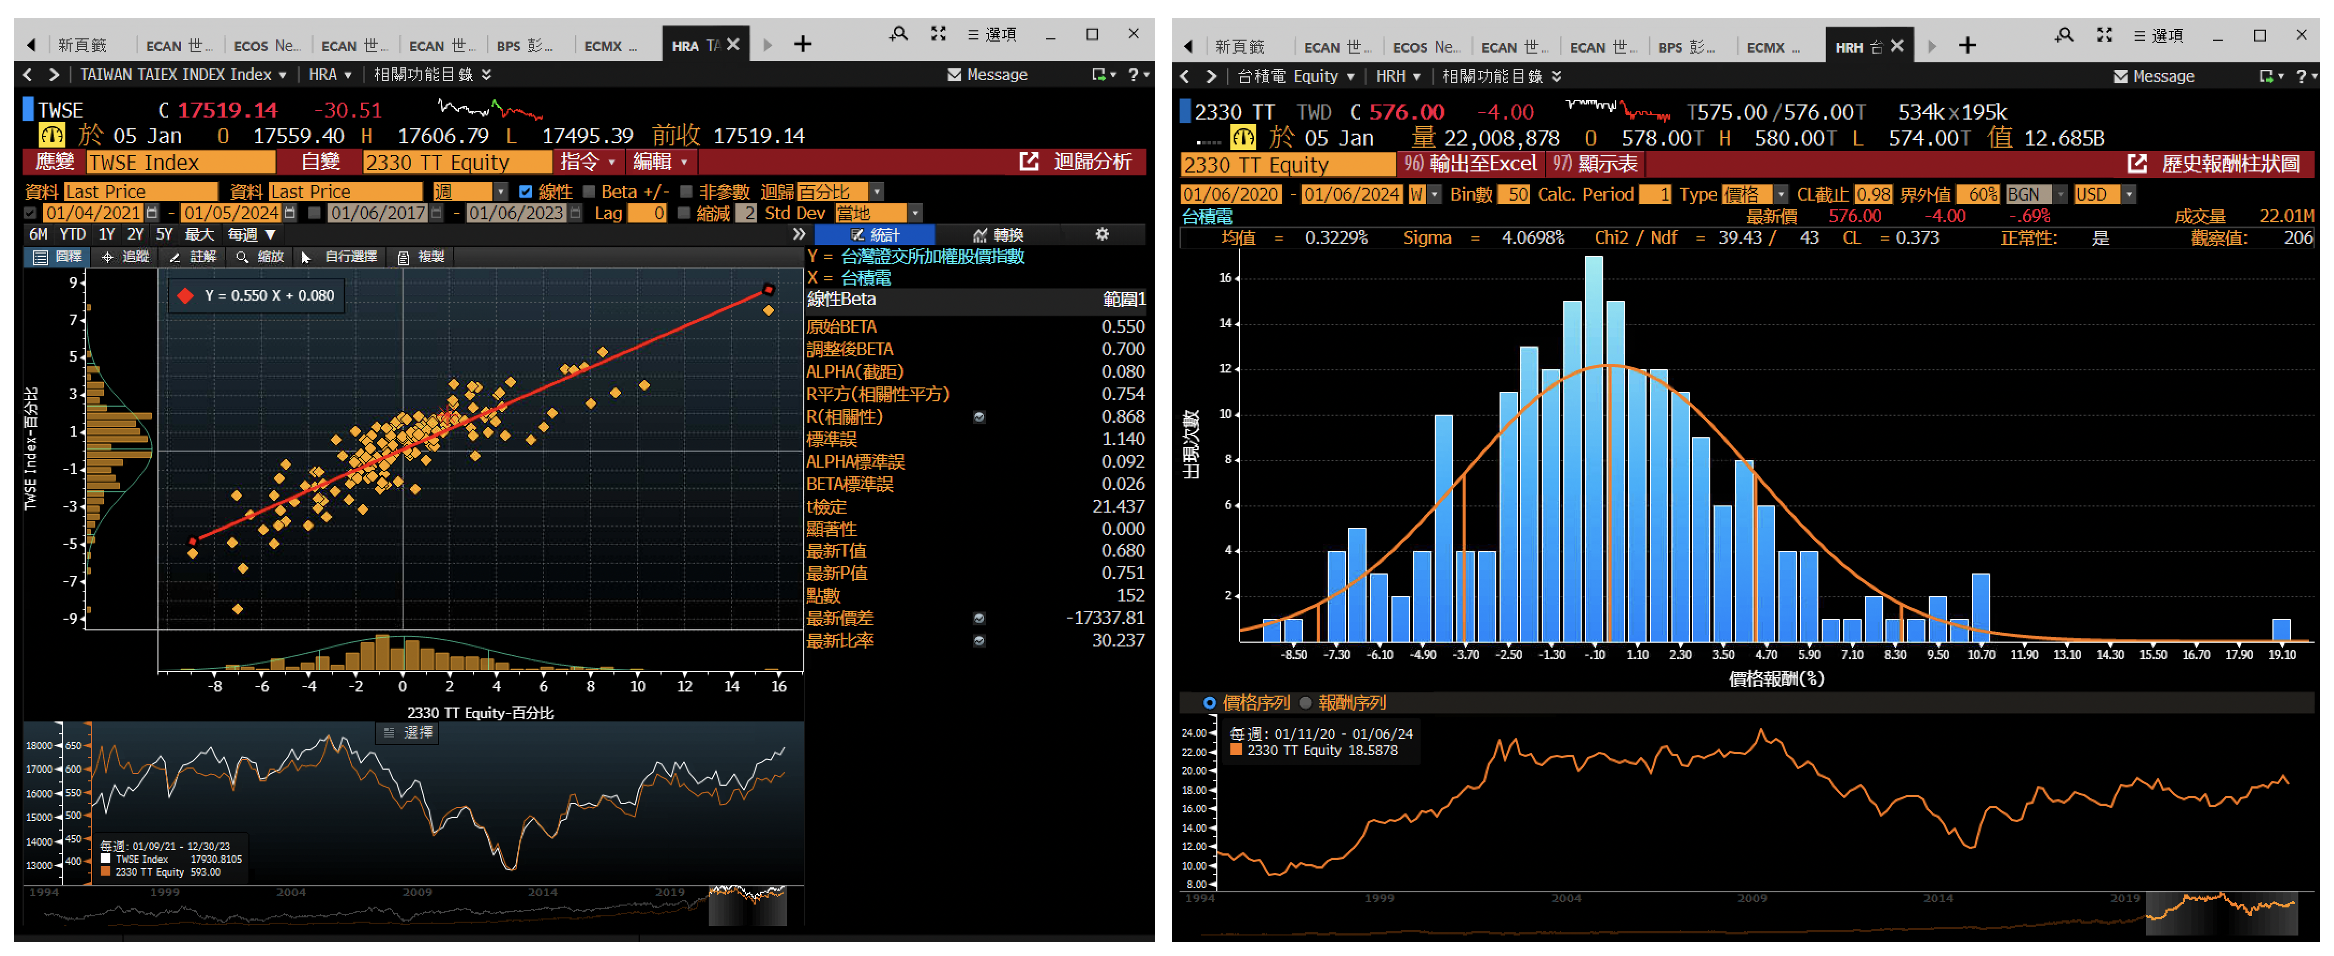 新頁籤 ECAN 世... ECOS Ne... ECAN 世... ECAN 世... BPS 彭... ECMX ... HRA TA 選項
TAIWAN TAIEX INDEX Index HRA 相關功能目錄 Message ?
TWSE C 17519.14 -30.51
於 05 Jan O 17559.40 H 17606.79 L 17495.39 前收 17519.14
應變 TWSE Index 自變 2330 TT Equity 指令 編輯 迴歸分析
資料 Last Price 資料 Last Price 週 線性 Beta +/- 非參數 迴歸 百分比
01/04/2021 - 01/05/2024 01/06/2017 - 01/06/2023 Lag 0 縮減 2 Std Dev 當地
6M YTD 1Y 2Y 5Y 最大 每週 ▼ » 統計 轉換
圖釋 追蹤 註解 縮放 自行選擇 複製
Y = 台灣證交所加權股價指數
X = 台積電
線性Beta 範圍1
原始BETA 0.550
調整後BETA 0.700
ALPHA(截距) 0.080
R平方(相關性平方) 0.754
R(相關性) 0.868
標準誤 1.140
ALPHA標準誤 0.092
BETA標準誤 0.026
t檢定 21.437
顯著性 0.000
最新T值 0.680
最新P值 0.751
點數 152
最新價差 -17337.81
最新比率 30.237
Y = 0.550 X + 0.080
TWSE Index-百分比
9
7
5
3
1
-1
-3
-5
-7
-9
-8 -6 -4 -2 0 2 4 6 8 10 12 14 16
2330 TT Equity-百分比
選擇
18000 650
17000 600
16000 550
15000 500
14000 450
13000 400
每週: 01/09/21 - 12/30/23
TWSE Index 17930.8105
2330 TT Equity 593.00
1994 1999 2004 2009 2014 2019
新頁籤 ECAN 世... ECOS Ne... ECAN 世... ECAN 世... BPS 彭... ECMX ... HRH 台 選項
台積電 Equity HRH 相關功能目錄 Message ?
2330 TT TWD C 576.00 -4.00 T575.00/576.00T 534kx195k
於 05 Jan 量 22,008,878 O 578.00T H 580.00T L 574.00T 值 12.685B
2330 TT Equity 96) 輸出至Excel 97) 顯示表 歷史報酬柱狀圖
01/06/2020 - 01/06/2024 W Bin數 50 Calc. Period 1 Type 價格 CL截止 0.98 界外值 60% BGN USD
台積電 最新價 576.00 -4.00 -.69% 成交量 22.01M
均值 = 0.3229% Sigma = 4.0698% Chi2 / Ndf = 39.43 / 43 CL = 0.373 正常性: 是 觀察值: 206
出現次數
16
14
12
10
8
6
4
2
-8.50 -7.30 -6.10 -4.90 -3.70 -2.50 -1.30 -.10 1.10 2.30 3.50 4.70 5.90 7.10 8.30 9.50 10.70 11.90 13.10 14.30 15.50 16.70 17.90 19.10
價格報酬(%)
價格序列 報酬序列
每週: 01/11/20 - 01/06/24
2330 TT Equity 18.5878
24.00
22.00
20.00
18.00
16.00
14.00
12.00
10.00
8.00
1994 1999 2004 2009 2014 2019